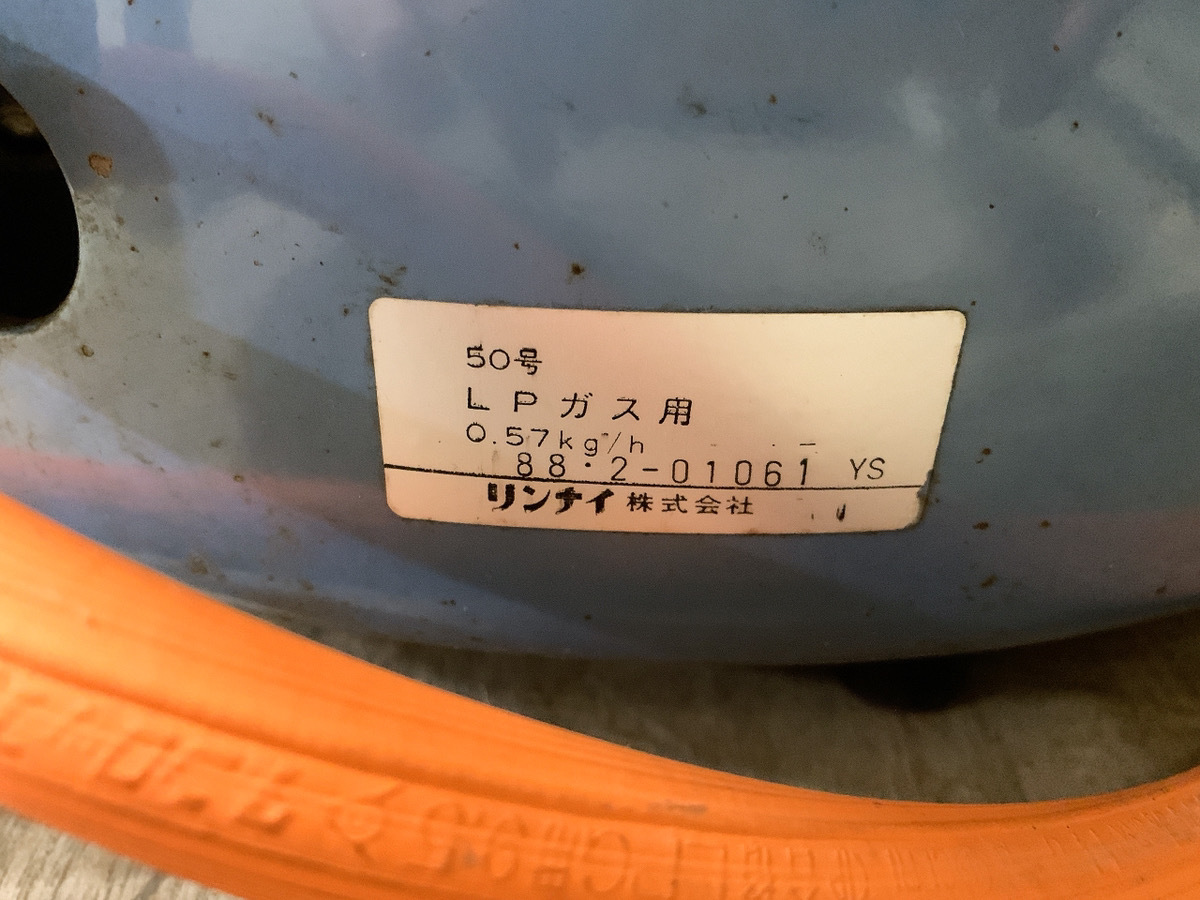 50号
LPガス用
0.57kg/h
88・2-01061 YS
リンナイ株式会社